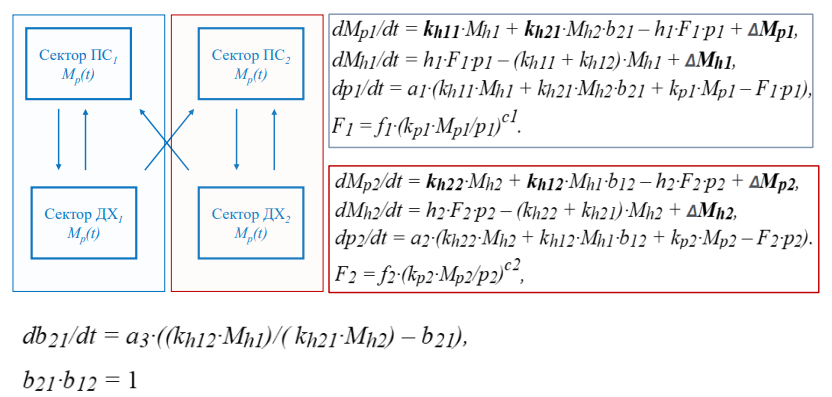 Сектор ПС₁
Mₚ(t)
Сектор ПС₂
Mₚ(t)
Сектор ДХ₁
Mₚ(t)
Сектор ДХ₂
Mₚ(t)
dMp1/dt = kh11·Mh1 + kh21·Mh2·b21 – h1·F1·p1 + ΔMp1,
dMh1/dt = h1·F1·p1 – (kh11 + kh12)·Mh1 + ΔMh1,
dp1/dt = a1·(kh11·Mh1 + kh21·Mh2·b21 + kp1·Mp1 – F1·p1),
F1 = f1·(kp1·Mp1/p1)^c1.
dMp2/dt = kh22·Mh2 + kh12·Mh1·b12 – h2·F2·p2 + ΔMp2,
dMh2/dt = h2·F2·p2 – (kh22 + kh21)·Mh2 + ΔMh2,
dp2/dt = a2·(kh22·Mh2 + kh12·Mh1·b12 + kp2·Mp2 – F2·p2).
F2 = f2·(kp2·Mp2/p2)^c2,
db21/dt = a3·((kh12·Mh1)/( kh21·Mh2) – b21),
b21·b12 = 1